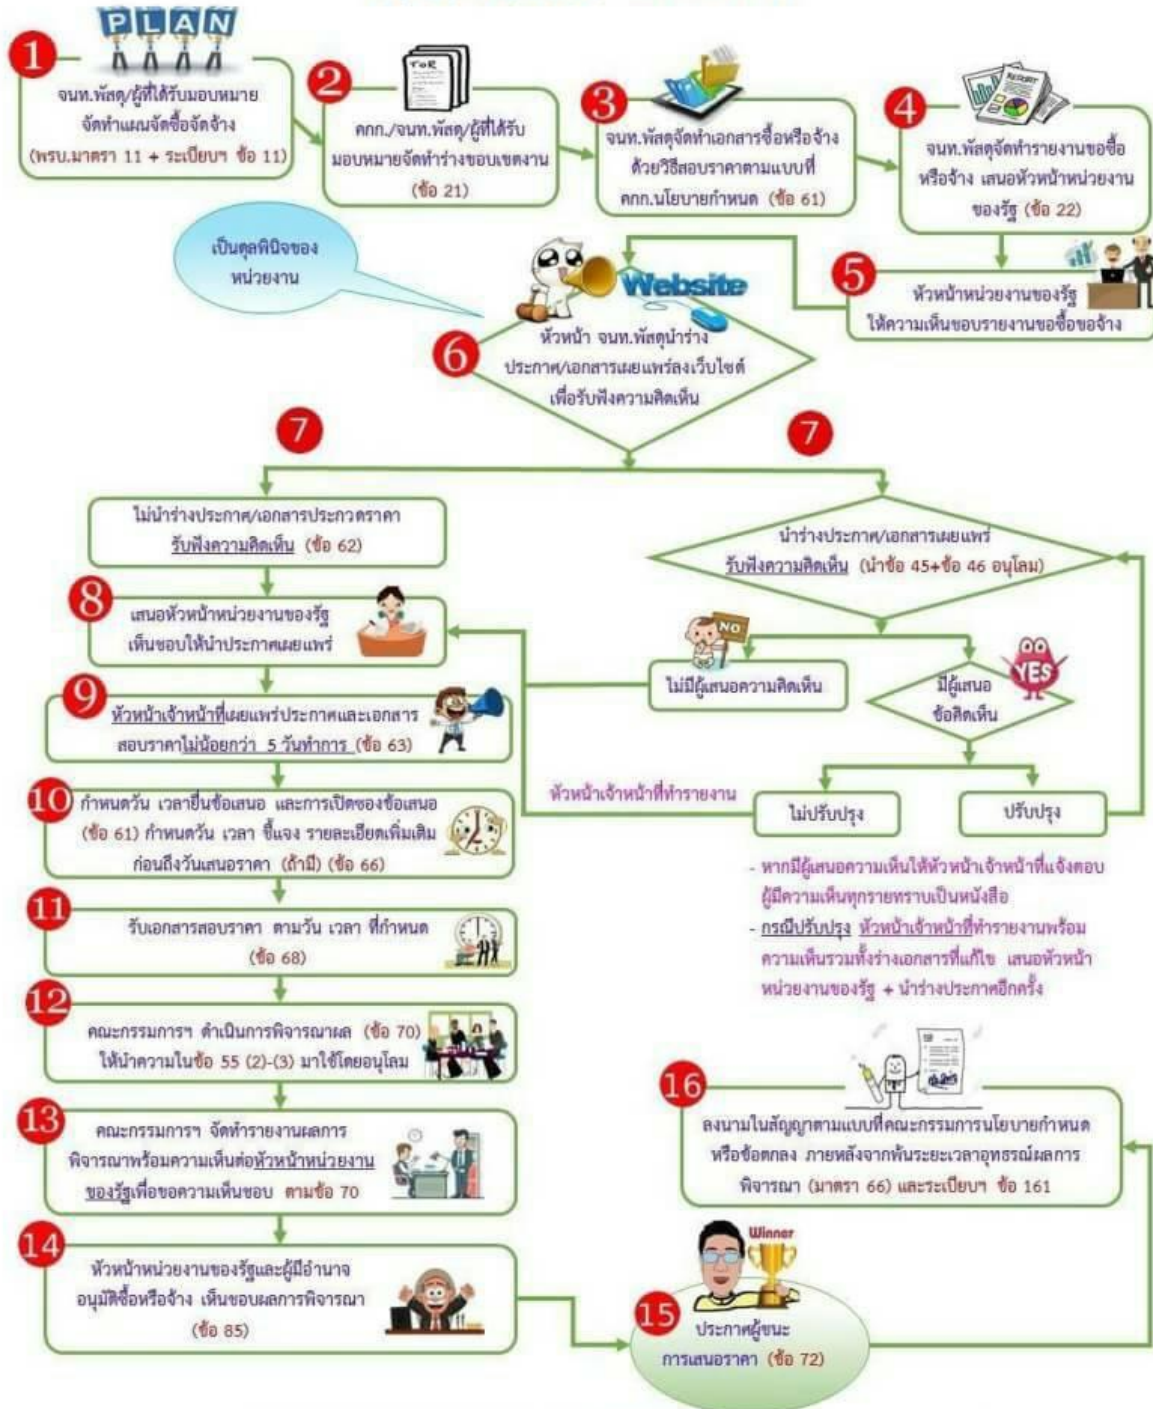 PLAN
1
จนท.พัสดุ/ผู้ที่ได้รับมอบหมาย
จัดทำแผนจัดซื้อจัดจ้าง
(พรบ.มาตรา 11 + ระเบียบฯ ข้อ 11)
2
TOR
คกก./จนท.พัสดุ/ผู้ที่ได้รับ
มอบหมายจัดทำร่างขอบเขตงาน
(ข้อ 21)
3
จนท.พัสดุจัดทำเอกสารซื้อหรือจ้าง
ด้วยวิธีสอบราคาตามแบบที่
คกก.นโยบายกำหนด (ข้อ 61)
4
REPORT
จนท.พัสดุจัดทำรายงานขอซื้อ
หรือจ้าง เสนอหัวหน้าหน่วยงาน
ของรัฐ (ข้อ 22)
5
หัวหน้าหน่วยงานของรัฐ
ให้ความเห็นชอบรายงานขอซื้อขอจ้าง
เป็นดุลพินิจของ
หน่วยงาน
Website
6
หัวหน้า จนท.พัสดุนำร่าง
ประกาศ/เอกสารเผยแพร่ลงเว็บไซต์
เพื่อรับฟังความคิดเห็น
7
7
ไม่นำร่างประกาศ/เอกสารประกวดราคา
รับฟังความคิดเห็น (ข้อ 62)
นำร่างประกาศ/เอกสารเผยแพร่
รับฟังความคิดเห็น (นำข้อ 45+ข้อ 46 อนุโลม)
8
เสนอหัวหน้าหน่วยงานของรัฐ
เห็นชอบให้นำประกาศเผยแพร่
NO
ไม่มีผู้เสนอความคิดเห็น
YES
มีผู้เสนอ
ข้อคิดเห็น
9
หัวหน้าเจ้าหน้าที่เผยแพร่ประกาศและเอกสาร
สอบราคาไม่น้อยกว่า 5 วันทำการ (ข้อ 63)
หัวหน้าเจ้าหน้าที่ทำรายงาน
ไม่ปรับปรุง
ปรับปรุง
10
กำหนดวัน เวลายื่นข้อเสนอ และการเปิดซองข้อเสนอ
(ข้อ 61) กำหนดวัน เวลา ชี้แจง รายละเอียดเพิ่มเติม
ก่อนถึงวันเสนอราคา (ถ้ามี) (ข้อ 66)
- หากมีผู้เสนอความเห็นให้หัวหน้าเจ้าหน้าที่แจ้งตอบ
ผู้มีความเห็นทุกรายทราบเป็นหนังสือ
- กรณีปรับปรุง หัวหน้าเจ้าหน้าที่ทำรายงานพร้อม
ความเห็นรวมทั้งร่างเอกสารที่แก้ไข เสนอหัวหน้า
หน่วยงานของรัฐ + นำร่างประกาศอีกครั้ง
11
รับเอกสารสอบราคา ตามวัน เวลา ที่กำหนด
(ข้อ 68)
12
คณะกรรมการฯ ดำเนินการพิจารณาผล (ข้อ 70)
ให้นำความในข้อ 55 (2)-(3) มาใช้โดยอนุโลม
13
คณะกรรมการฯ จัดทำรายงานผลการ
พิจารณาพร้อมความเห็นต่อหัวหน้าหน่วยงาน
ของรัฐเพื่อขอความเห็นชอบ ตามข้อ 70
14
หัวหน้าหน่วยงานของรัฐและผู้มีอำนาจ
อนุมัติซื้อหรือจ้าง เห็นชอบผลการพิจารณา
(ข้อ 85)
Winner
15
ประกาศผู้ชนะ
การเสนอราคา (ข้อ 72)
16
ลงนามในสัญญาตามแบบที่คณะกรรมการนโยบายกำหนด
หรือข้อตกลง ภายหลังจากพ้นระยะเวลาอุทธรณ์ผลการ
พิจารณา (มาตรา 66) และระเบียบฯ ข้อ 161